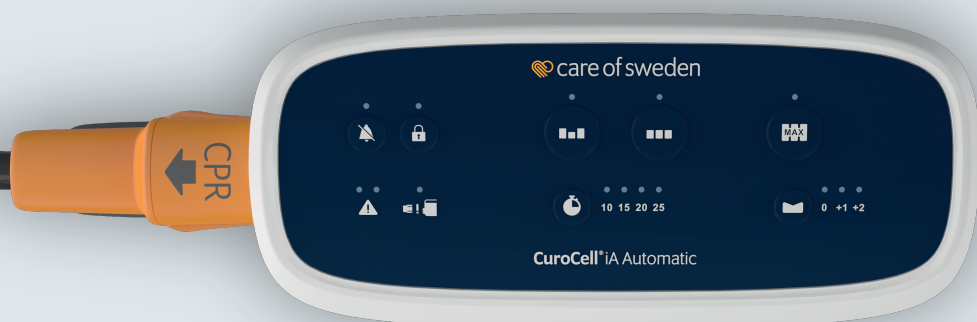 care of sweden
CPR
MAX
10 15 20 25
0 +1 +2
CuroCell® iA Automatic